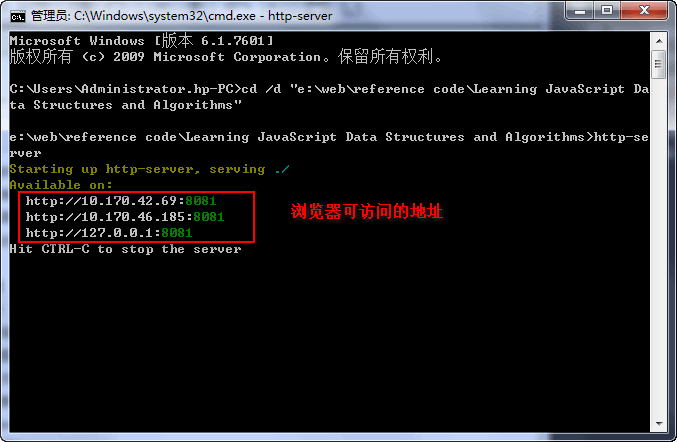 管理员: C:\Windows\system32\cmd.exe - http-server
Microsoft Windows [版本 6.1.7601]
版权所有 (c) 2009 Microsoft Corporation。保留所有权利。
C:\Users\Administrator.hp-PC>cd /d "e:\web\reference code\Learning JavaScript Da
ta Structures and Algorithms"
e:\web\reference code\Learning JavaScript Data Structures and Algorithms>http-se
rver
Starting up http-server, serving ./
Available on:
http://10.170.42.69:8081
http://10.170.46.185:8081
浏览器可访问的地址
http://127.0.0.1:8081
Hit CTRL-C to stop the server